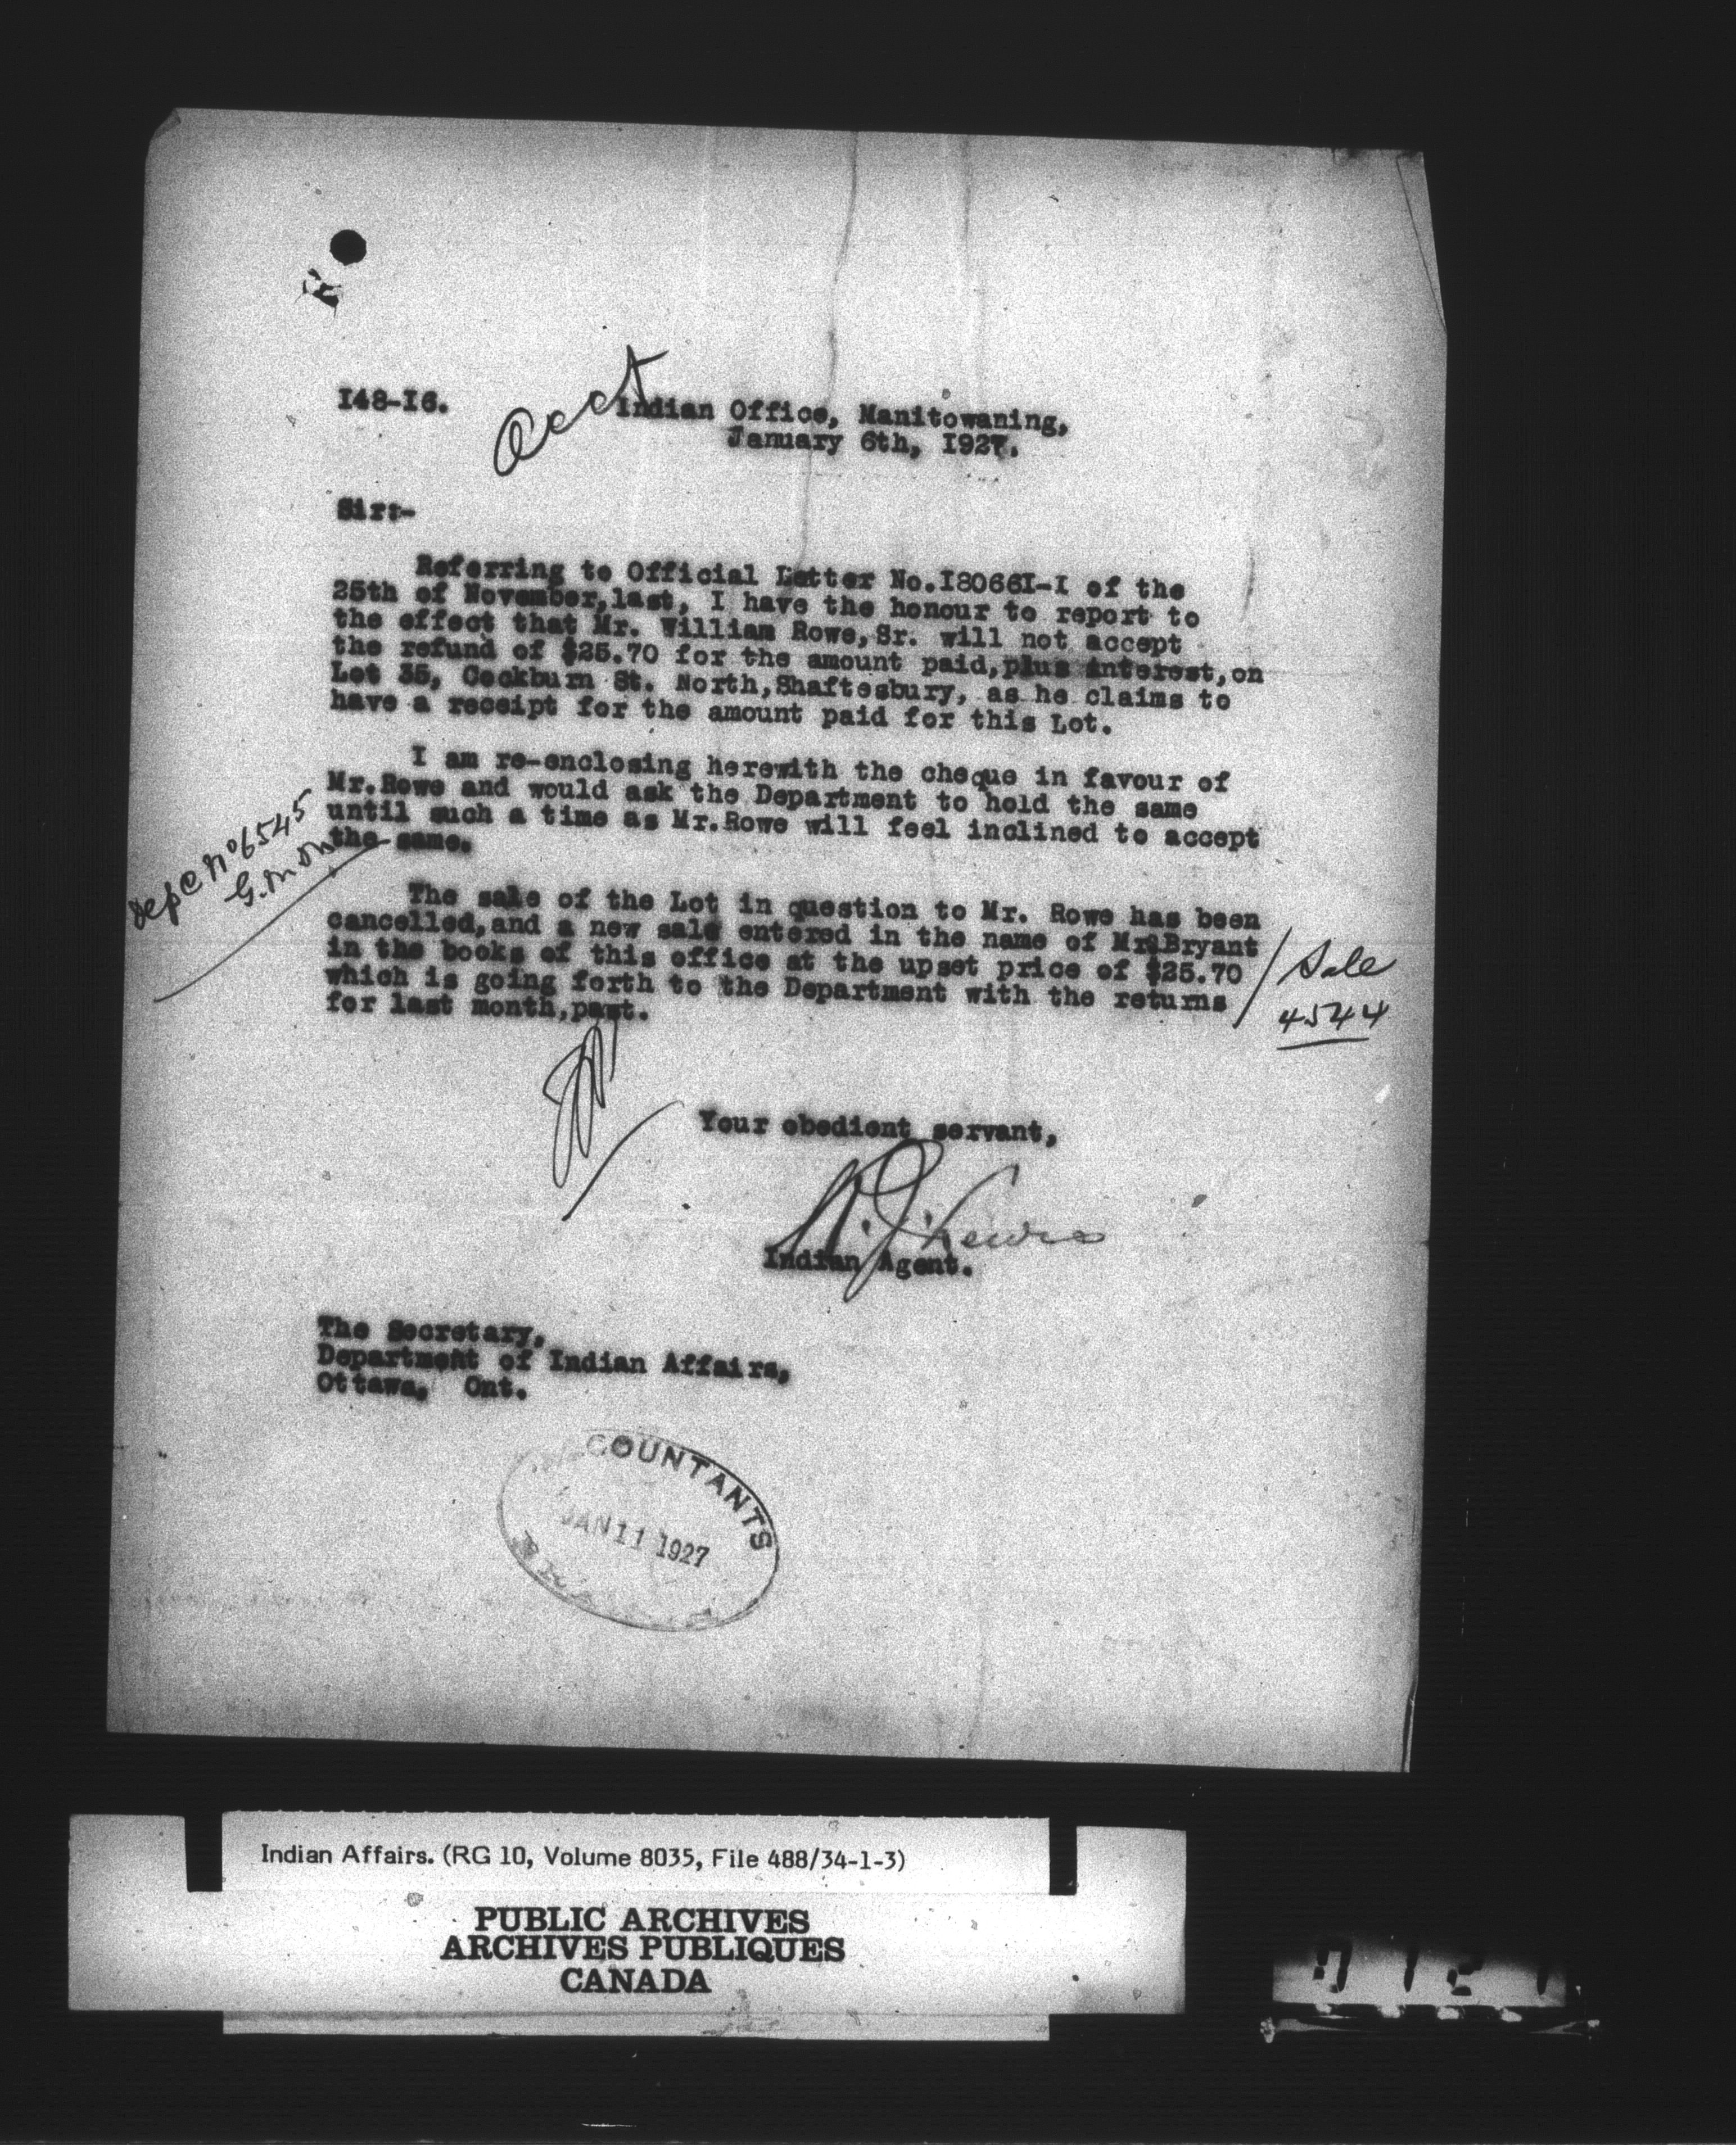 I48-I6.
Acct
Indian Office, Manitowaning,
January 6th, I927.
Sir:-
Referring to Official Letter No.I8066I-I of the
25th of November,last, I have the honour to report to
the effect that Mr. William Rowe,Sr. will not accept
the refund of $25.70 for the amount paid,plus interest,on
Lot 35, Cockburn St. North,Shaftesbury, as he claims to
have a receipt for the amount paid for this Lot.
I am re-enclosing herewith the cheque in favour of
Mr.Rowe and would ask the Department to hold the same
until such a time as Mr.Rowe will feel inclined to accept
the same.
No 6545
The sale of the Lot in question to Mr. Rowe has been
cancelled,and a new sale entered in the name of Mr.Bryant
in the books of this office at the upset price of $25.70
which is going forth to the Department with the returns
for last month,past.
Sale
4544
Your obedient servant,
R.J. Lewis
Indian Agent.
The Secretary,
Department of Indian Affairs,
Ottawa, Ont.
COUNTANTS
JAN 11 1927
Indian Affairs. (RG 10, Volume 8035, File 488/34-1-3)
PUBLIC ARCHIVES
ARCHIVES PUBLIQUES
CANADA